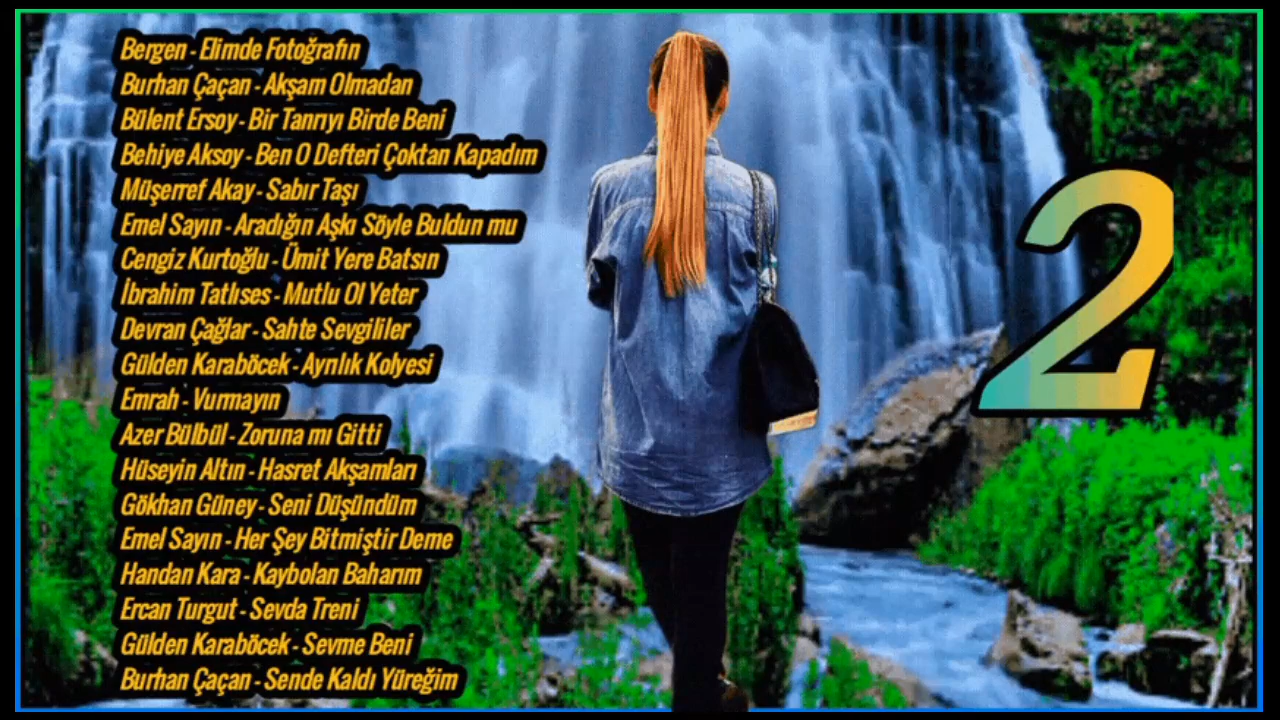 Bergen - Elimde Fotoğrafın
Burhan Çaçan - Akşam Olmadan
Bülent Ersoy - Bir Tanrıyı Birde Beni
Behiye Aksoy - Ben O Defteri Çoktan Kapadım
Müşerref Akay - Sabır Taşı
Emel Sayın - Aradığın Aşkı Söyle Buldun mu
Cengiz Kurtoğlu - Ümit Yere Batsın
İbrahim Tatlıses - Mutlu Ol Yeter
Devran Çağlar - Sahte Sevgililer
Gülden Karaböcek - Ayrılık Kolyesi
Emrah - Vurmayın
Azer Bülbül - Zoruna mı Gitti
Hüseyin Altın - Hasret Akşamları
Gökhan Güney - Seni Düşündüm
Emel Sayın - Her Şey Bitmiştir Deme
Handan Kara - Kaybolan Baharım
Ercan Turgut - Sevda Treni
Gülden Karaböcek - Sevme Beni
Burhan Çaçan - Sende Kaldı Yüreğim
2